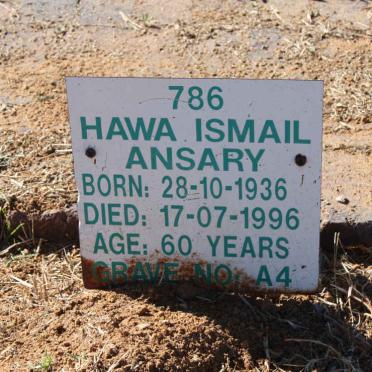 786
HAWA ISMAIL
ANSARY
BORN: 28-10-1936
DIED: 17-07-1996
AGE: 60 YEARS
GRAVE NO: A4